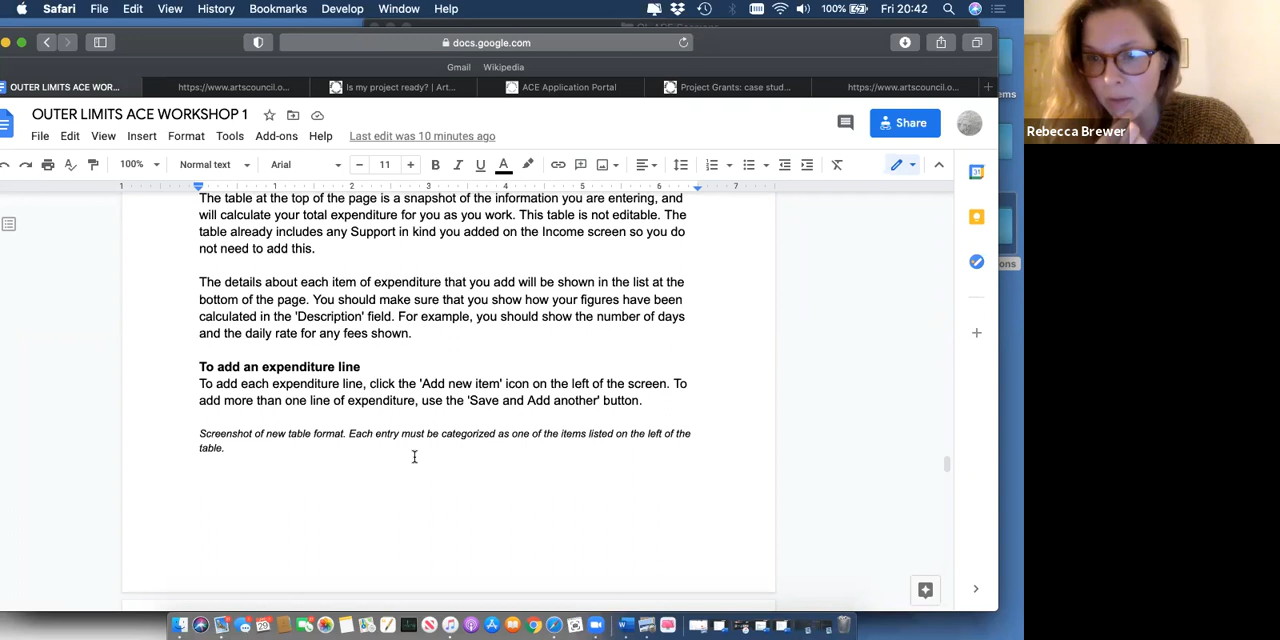 Safari File Edit View History Bookmarks Develop Window Help 100% Fri 20:42
docs.google.com
Gmail Wikipedia
OUTER LIMITS ACE WOR... https://www.artscouncil.o... Is my project ready? | Art... ACE Application Portal Project Grants: case stud... https://www.artscouncil.o...
OUTER LIMITS ACE WORKSHOP 1
File Edit View Insert Format Tools Add-ons Help Last edit was 10 minutes ago
Share
100% Normal text Arial 11
1 1 2 3 4 5 6 7
The table at the top of the page is a snapshot of the information you are entering, and
will calculate your total expenditure for you as you work. This table is not editable. The
table already includes any Support in kind you added on the Income screen so you do
not need to add this.
The details about each item of expenditure that you add will be shown in the list at the
bottom of the page. You should make sure that you show how your figures have been
calculated in the 'Description' field. For example, you should show the number of days
and the daily rate for any fees shown.
To add an expenditure line
To add each expenditure line, click the 'Add new item' icon on the left of the screen. To
add more than one line of expenditure, use the 'Save and Add another' button.
Screenshot of new table format. Each entry must be categorized as one of the items listed on the left of the
table.
Rebecca Brewer